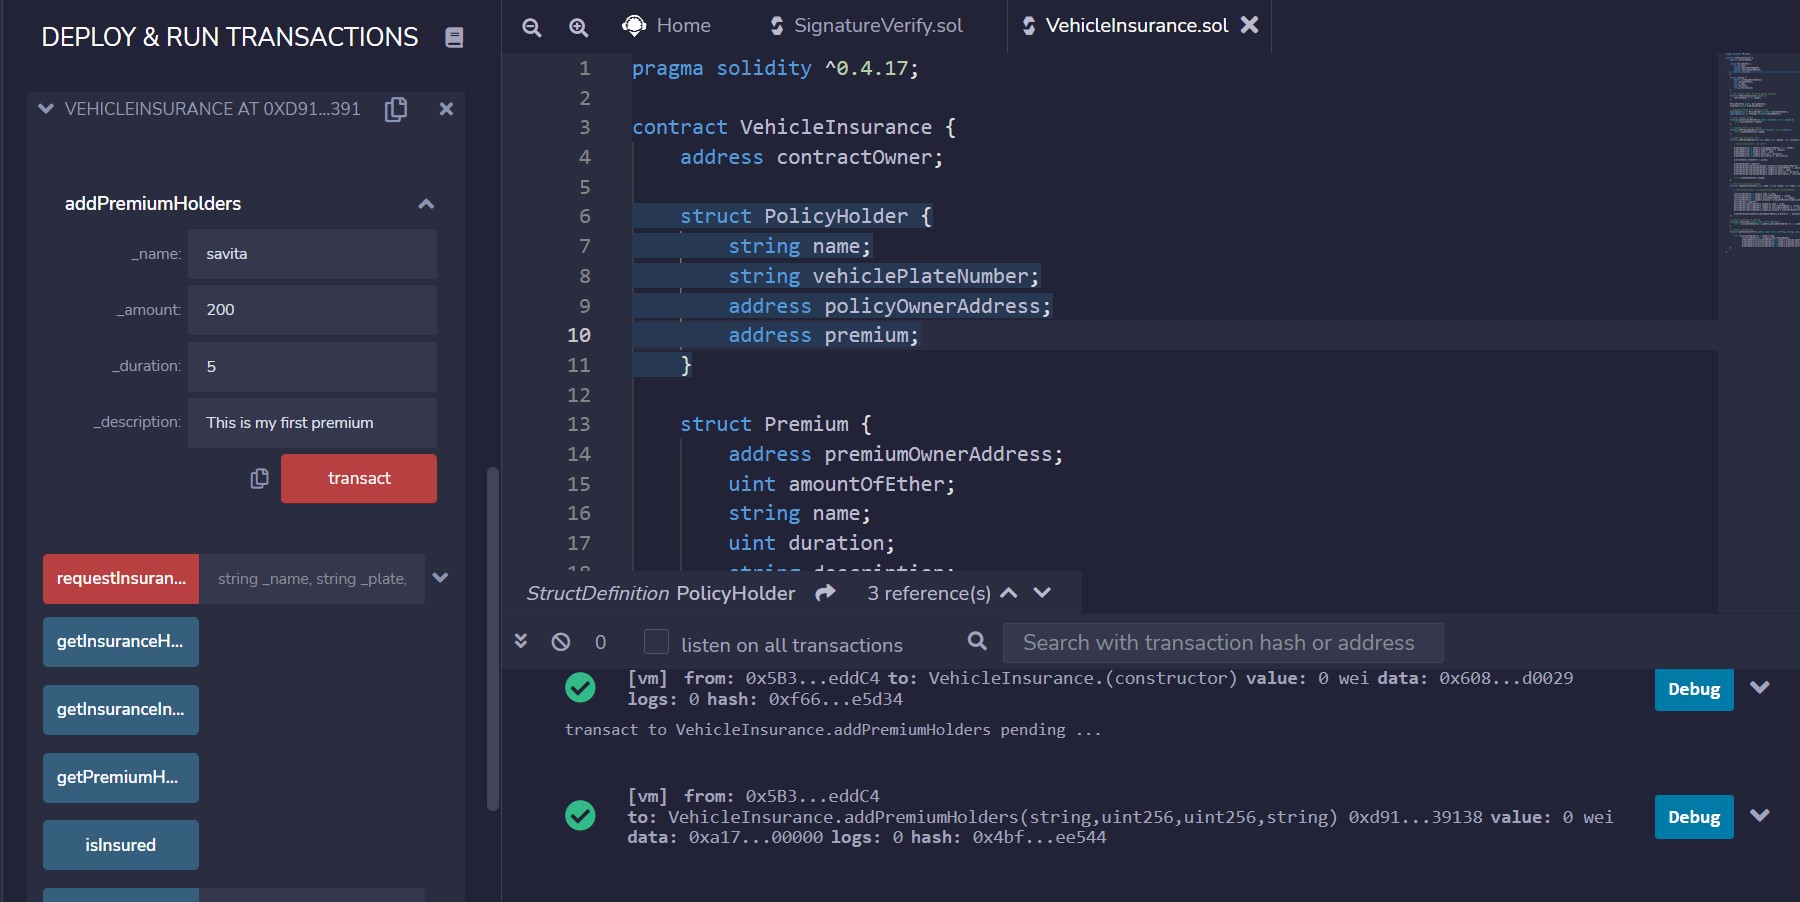 DEPLOY & RUN TRANSACTIONS
VEHICLEINSURANCE AT 0XD91...391
addPremiumHolders
_name: savita
_amount: 200
_duration: 5
_description: This is my first premium
transact
requestInsuran... string _name, string _plate,
getInsuranceH...
getInsuranceIn...
getPremiumH...
isInsured
Home SignatureVerify.sol VehicleInsurance.sol
1 pragma solidity ^0.4.17;
2
3 contract VehicleInsurance {
4 address contractOwner;
5
6 struct PolicyHolder {
7 string name;
8 string vehiclePlateNumber;
9 address policyOwnerAddress;
10 address premium;
11 }
12
13 struct Premium {
14 address premiumOwnerAddress;
15 uint amountOfEther;
16 string name;
17 uint duration;
18 string description;
StructDefinition PolicyHolder 3 reference(s)
0 listen on all transactions Search with transaction hash or address
[vm] from: 0x5B3...eddC4 to: VehicleInsurance.(constructor) value: 0 wei data: 0x608...d0029
logs: 0 hash: 0xf66...e5d34
Debug
transact to VehicleInsurance.addPremiumHolders pending ...
[vm] from: 0x5B3...eddC4
to: VehicleInsurance.addPremiumHolders(string,uint256,uint256,string) 0xd91...39138 value: 0 wei
data: 0xa17...00000 logs: 0 hash: 0x4bf...ee544
Debug